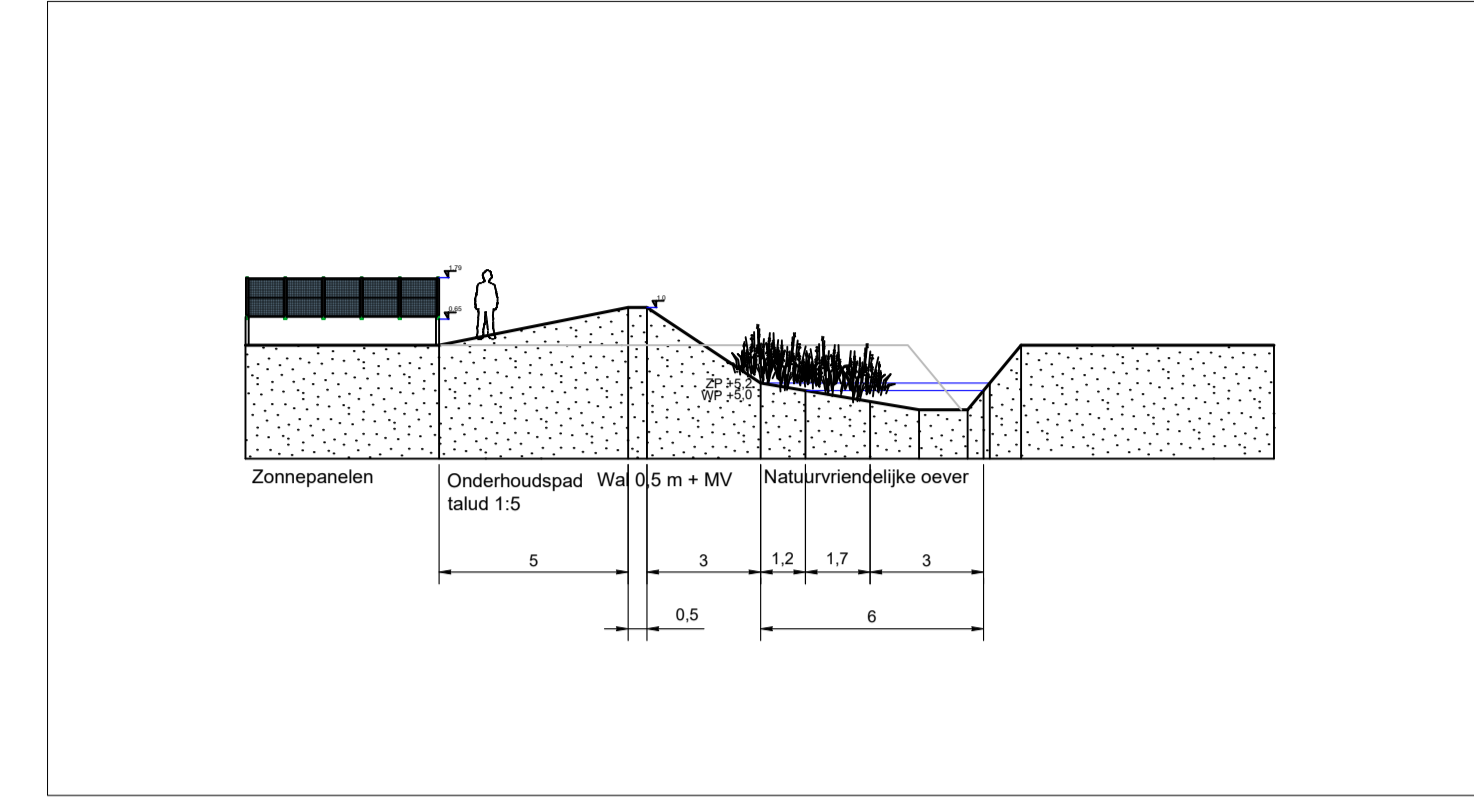 1,79
0,65
1,0
ZP +5,2
WP +5,0
Zonnepanelen
Onderhoudspad
talud 1:5
Wal 0,5 m + MV
Natuurvriendelijke oever
5
3
1,2
1,7
3
0,5
6